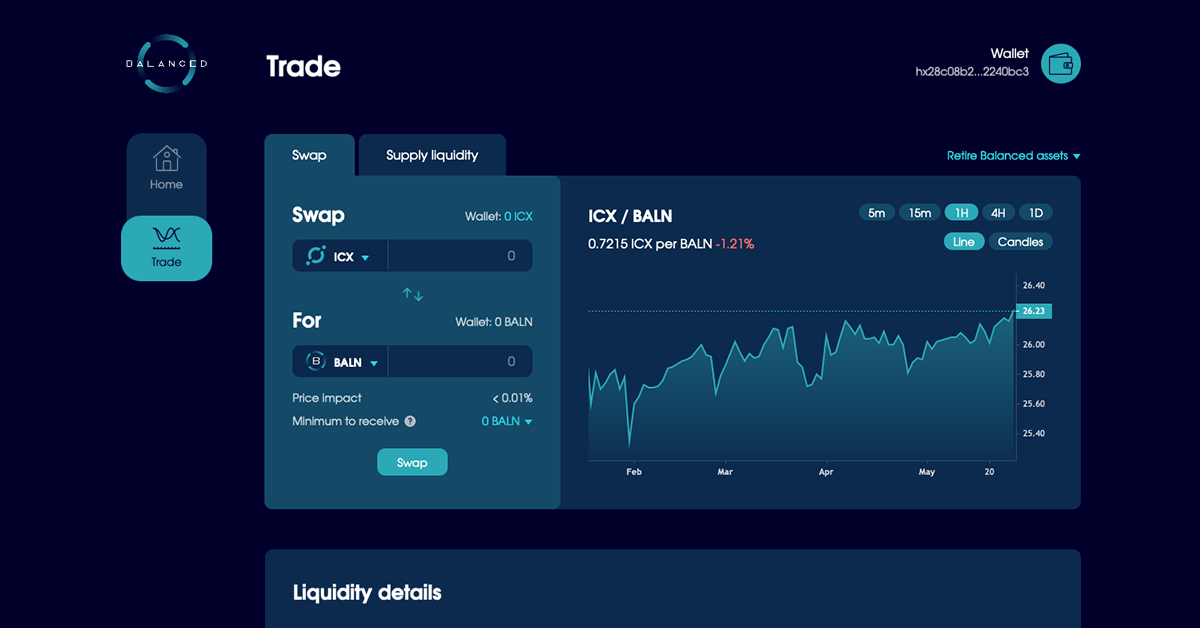 BALANCED
Trade
Wallet
hx28c08b2...2240bc3
Home
Trade
Swap
Supply liquidity
Retire Balanced assets
Swap
Wallet: 0 ICX
ICX
0
For
Wallet: 0 BALN
B
BALN
0
Price impact
< 0.01%
Minimum to receive ?
0 BALN
Swap
ICX / BALN
5m 15m 1H 4H 1D
0.7215 ICX per BALN -1.21%
Line Candles
26.40
26.23
26.00
25.80
25.60
25.40
Feb Mar Apr May 20
Liquidity details